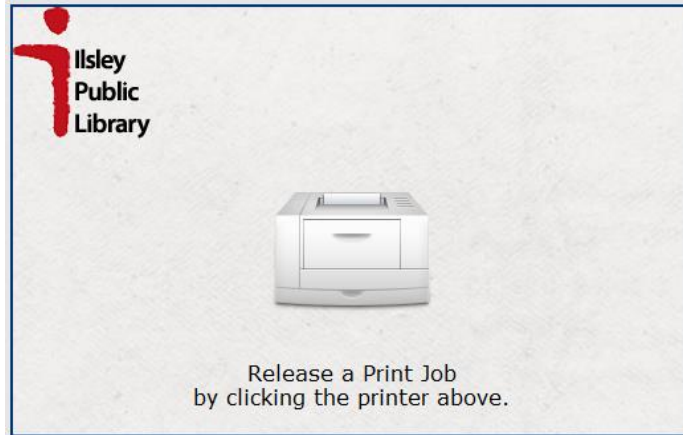 Ilsley
Public
Library
Release a Print Job
by clicking the printer above.